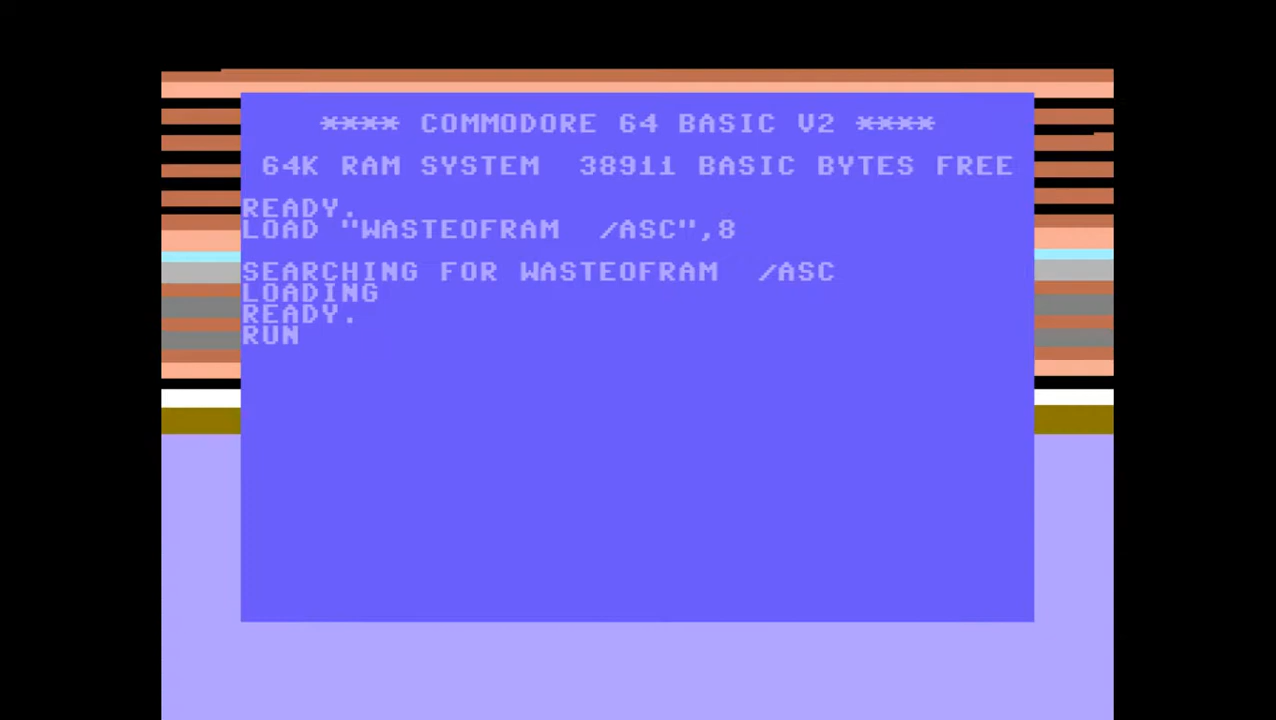 **** COMMODORE 64 BASIC V2 ****
64K RAM SYSTEM  38911 BASIC BYTES FREE
READY.
LOAD "WASTEOFRAM  /ASC",8
SEARCHING FOR WASTEOFRAM  /ASC
LOADING
READY.
RUN